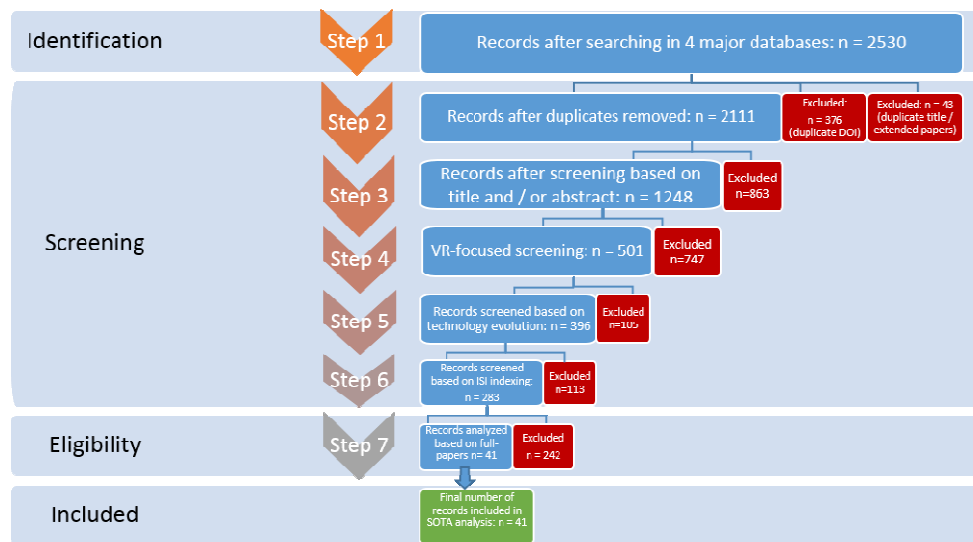 Identification
Step 1
Records after searching in 4 major databases: n = 2530
Screening
Step 2
Records after duplicates removed: n = 2111
Excluded:
n = 376
(duplicate DOI)
Excluded: n = 43
(duplicate title /
extended papers)
Step 3
Records after screening based on
title and / or abstract: n = 1248
Excluded
n=863
Step 4
VR-focused screening: n = 501
Excluded
n=747
Step 5
Records screened based on
technology evolution: n = 396
Excluded
n=105
Step 6
Records screened
based on ISI indexing:
n = 283
Excluded
n=113
Eligibility
Step 7
Records analyzed
based on full-
papers n= 41
Excluded
n = 242
Included
Final number of
records included in
SOTA analysis: n = 41